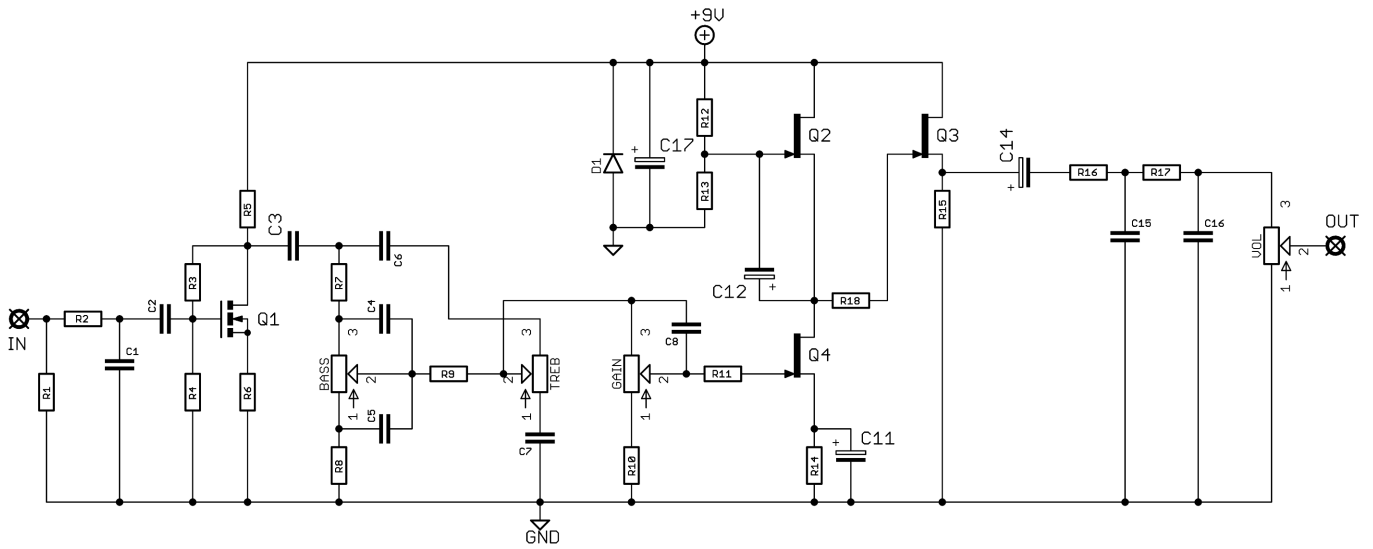 +9V
R5
C3
R3
C2
Q1
IN
R2
C1
R1
R4
R6
R7
C6
C4
3
BASS
2
1
C5
R8
R9
3
2
TREB
1
C7
GND
D1
+
C17
R12
R13
Q2
C12
+
3
C8
GAIN
2
1
R10
R11
R18
Q4
+
C11
R14
Q3
R15
C14
+
R16
R17
C15
C16
3
VOL
2
1
OUT